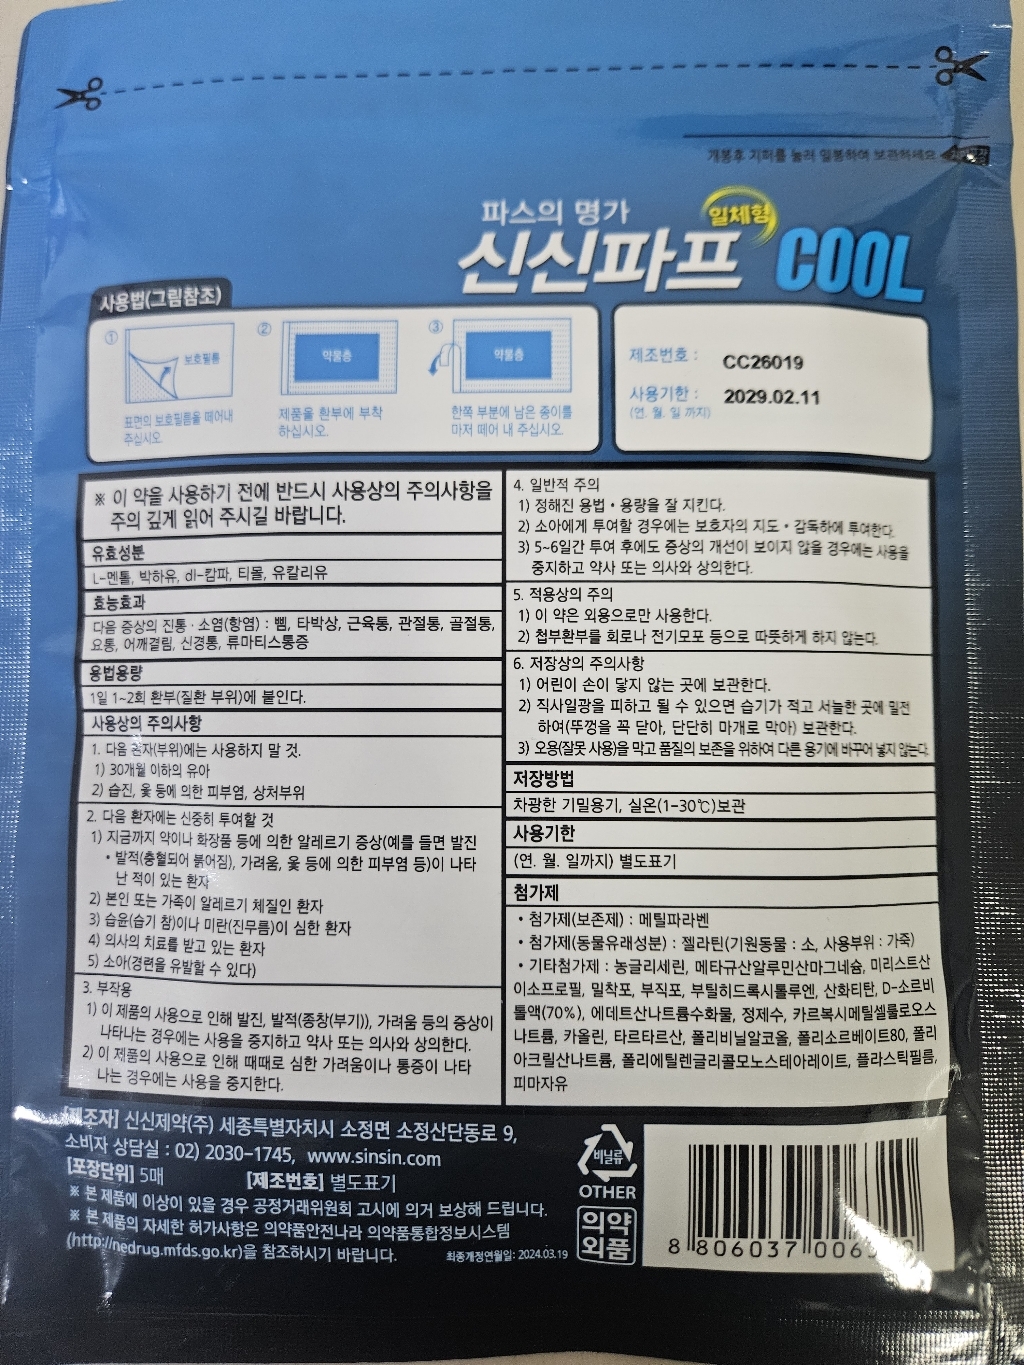 개봉후 지퍼를 눌러 밀봉하여 보관하세요
파스의 명가
일체형
신신파프 COOL
사용법(그림참조)
①
보호필름
표면의 보호필름을 떼어내
주십시오.
②
약물층
제품을 환부에 부착
하십시오.
③
약물층
한쪽 부분에 남은 종이를
마저 떼어 내 주십시오.
제조번호 : CC26019
사용기한 : 2029.02.11
(연. 월. 일 까지)
※ 이 약을 사용하기 전에 반드시 사용상의 주의사항을
주의 깊게 읽어 주시길 바랍니다.
유효성분
L-멘톨, 박하유, dl-캄파, 티몰, 유칼리유
효능효과
다음 증상의 진통 · 소염(항염) : 삠, 타박상, 근육통, 관절통, 골절통,
요통, 어깨결림, 신경통, 류마티스통증
용법용량
1일 1~2회 환부(질환 부위)에 붙인다.
사용상의 주의사항
1. 다음 환자(부위)에는 사용하지 말 것.
1) 30개월 이하의 유아
2) 습진, 옻 등에 의한 피부염, 상처부위
2. 다음 환자에는 신중히 투여할 것
1) 지금까지 약이나 화장품 등에 의한 알레르기 증상(예를 들면 발진
• 발적(충혈되어 붉어짐), 가려움, 옻 등에 의한 피부염 등)이 나타
난 적이 있는 환자
2) 본인 또는 가족이 알레르기 체질인 환자
3) 습윤(습기 참)이나 미란(진무름)이 심한 환자
4) 의사의 치료를 받고 있는 환자
5) 소아(경련을 유발할 수 있다)
3. 부작용
1) 이 제품의 사용으로 인해 발진, 발적(종창(부기)), 가려움 등의 증상이
나타나는 경우에는 사용을 중지하고 약사 또는 의사와 상의한다.
2) 이 제품의 사용으로 인해 때때로 심한 가려움이나 통증이 나타
나는 경우에는 사용을 중지한다.
4. 일반적 주의
1) 정해진 용법 • 용량을 잘 지킨다.
2) 소아에게 투여할 경우에는 보호자의 지도 • 감독하에 투여한다.
3) 5~6일간 투여 후에도 증상의 개선이 보이지 않을 경우에는 사용을
중지하고 약사 또는 의사와 상의한다.
5. 적용상의 주의
1) 이 약은 외용으로만 사용한다.
2) 첩부환부를 회로나 전기모포 등으로 따뜻하게 하지 않는다.
6. 저장상의 주의사항
1) 어린이 손이 닿지 않는 곳에 보관한다.
2) 직사일광을 피하고 될 수 있으면 습기가 적고 서늘한 곳에 밀전
하여(뚜껑을 꼭 닫아, 단단히 마개로 막아) 보관한다.
3) 오용(잘못 사용)을 막고 품질의 보존을 위하여 다른 용기에 바꾸어 넣지 않는다.
저장방법
차광한 기밀용기, 실온(1-30℃)보관
사용기한
(연. 월. 일까지) 별도표기
첨가제
• 첨가제(보존제) : 메틸파라벤
• 첨가제(동물유래성분) : 젤라틴(기원동물 : 소, 사용부위 : 가죽)
• 기타첨가제 : 농글리세린, 메타규산알루민산마그네슘, 미리스트산
이소프로필, 밀착포, 부직포, 부틸히드록시톨루엔, 산화티탄, D-소르비
톨액(70%), 에데트산나트륨수화물, 정제수, 카르복시메틸셀룰로오스
나트륨, 카올린, 타르타르산, 폴리비닐알코올, 폴리소르베이트80, 폴리
아크릴산나트륨, 폴리에틸렌글리콜모노스테아레이트, 플라스틱필름,
피마자유
[제조자] 신신제약(주) 세종특별자치시 소정면 소정산단동로 9,
소비자 상담실 : 02) 2030-1745, www.sinsin.com
[포장단위] 5매 [제조번호] 별도표기
※ 본 제품에 이상이 있을 경우 공정거래위원회 고시에 의거 보상해 드립니다.
※ 본 제품의 자세한 허가사항은 의약품안전나라 의약품통합정보시스템
(http://nedrug.mfds.go.kr)을 참조하시기 바랍니다. 최종개정연월일: 2024.03.19
비닐류
OTHER
의약
외품
8 806037 006